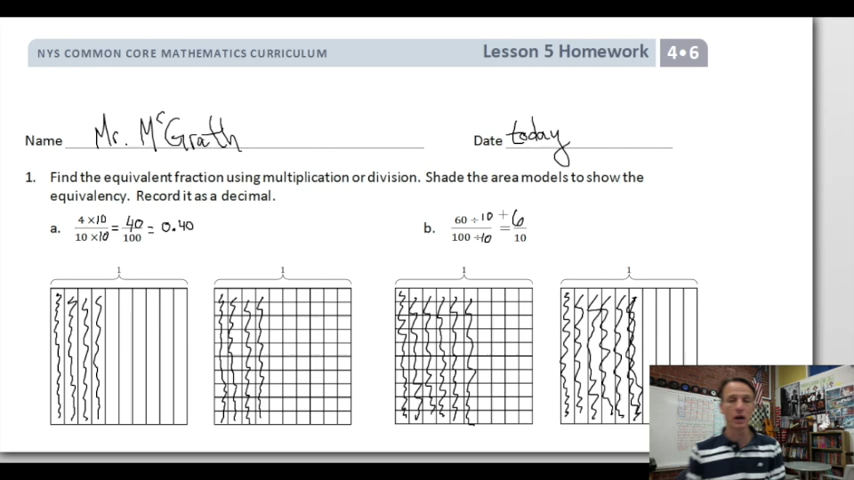 NYS COMMON CORE MATHEMATICS CURRICULUM Lesson 5 Homework 4•6
Name Mr. McGrath Date today
1. Find the equivalent fraction using multiplication or division. Shade the area models to show the
equivalency. Record it as a decimal.
a. 4 × 10 / 10 × 10 = 40 / 100 = 0.40 b. 60 ÷ 10 / 100 ÷ 10 = 6 / 10
1 1 1 1